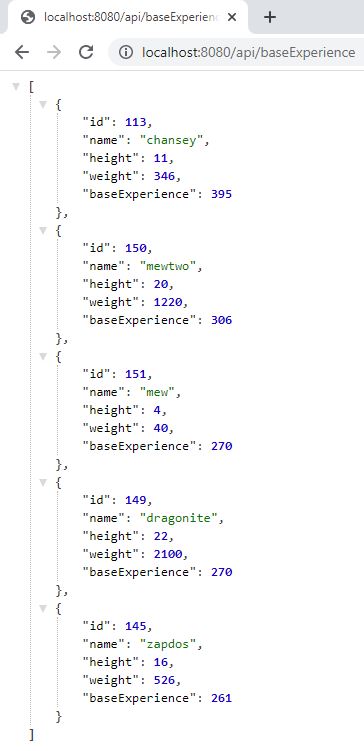 localhost:8080/api/baseExperienc
localhost:8080/api/baseExperience
[
{
"id": 113,
"name": "chansey",
"height": 11,
"weight": 346,
"baseExperience": 395
},
{
"id": 150,
"name": "mewtwo",
"height": 20,
"weight": 1220,
"baseExperience": 306
},
{
"id": 151,
"name": "mew",
"height": 4,
"weight": 40,
"baseExperience": 270
},
{
"id": 149,
"name": "dragonite",
"height": 22,
"weight": 2100,
"baseExperience": 270
},
{
"id": 145,
"name": "zapdos",
"height": 16,
"weight": 526,
"baseExperience": 261
}
]